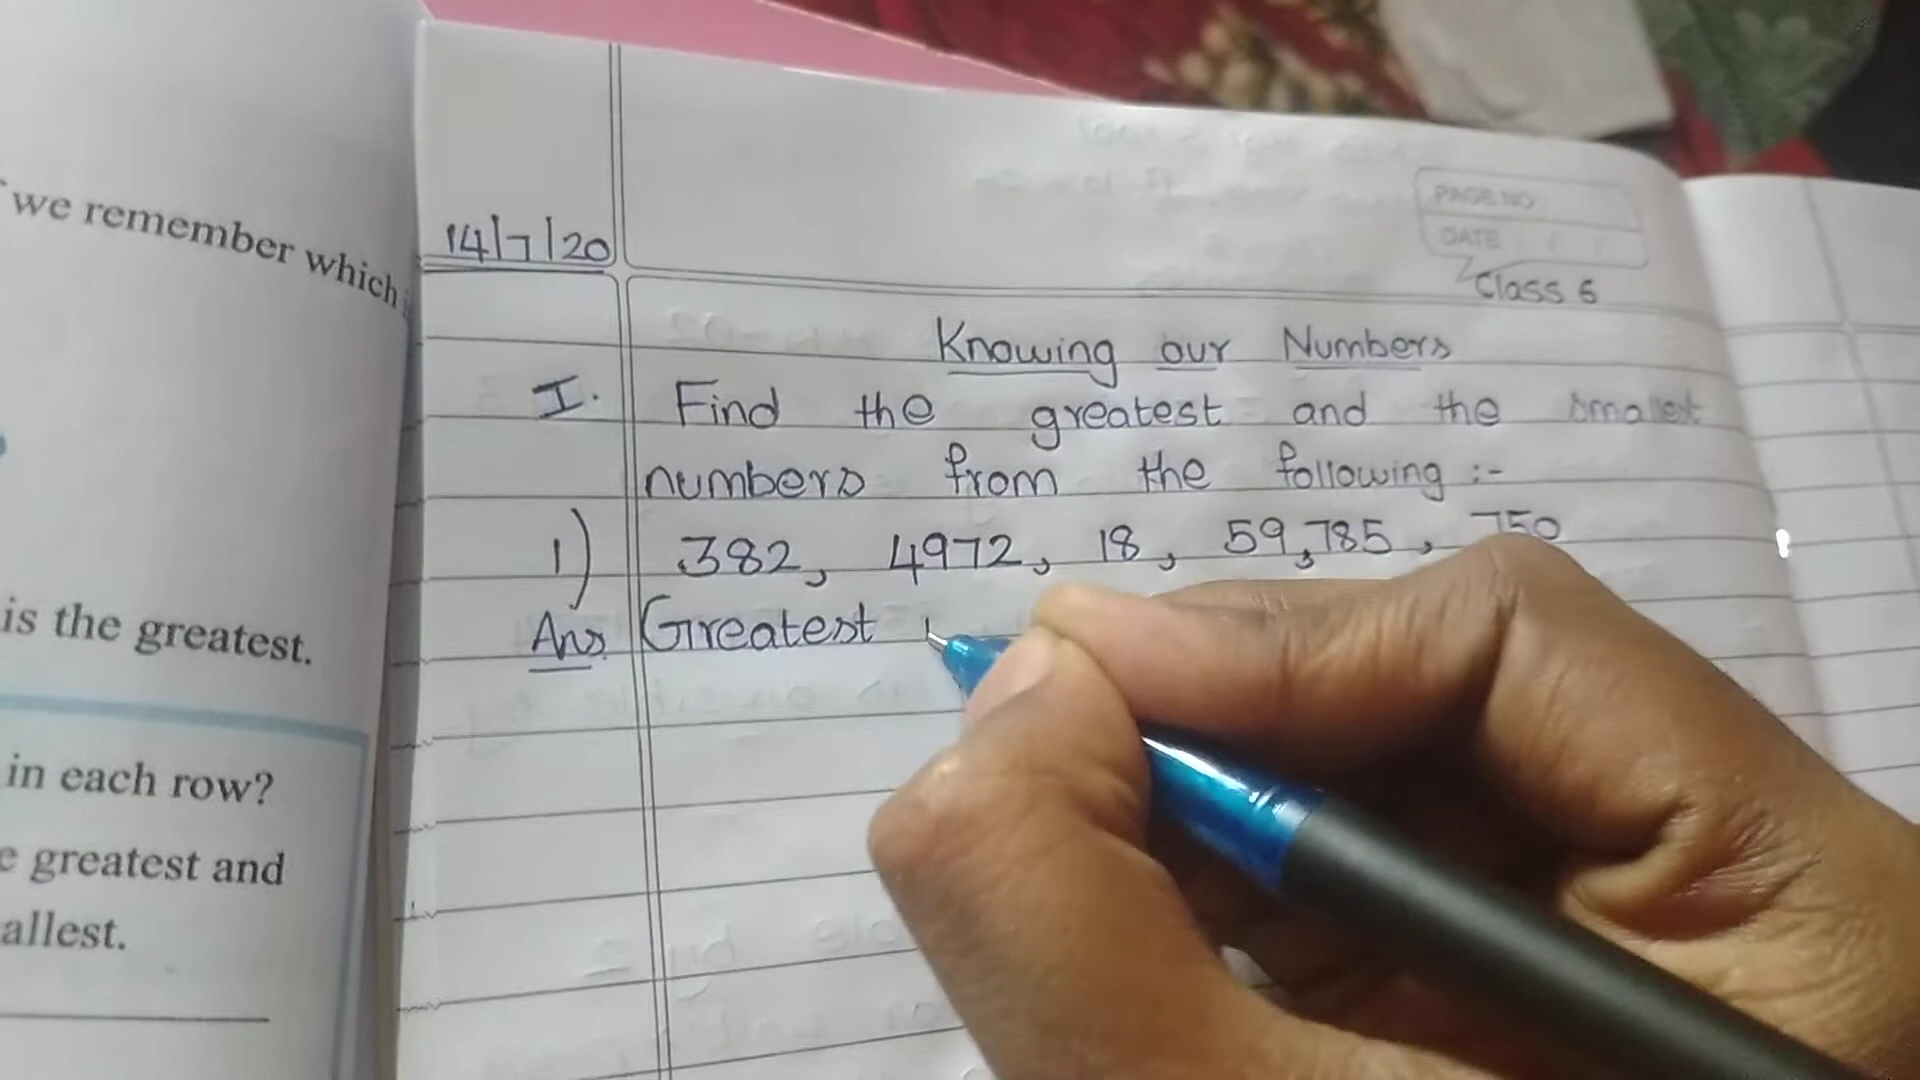 we remember which
is the greatest.
in each row?
e greatest and
allest.
14/7/20
PAGE NO
DATE / /
Class 6
Knowing our Numbers
I. Find the greatest and the smallest
numbers from the following :-
1) 382, 4972, 18, 59,785, 750
Ans. Greatest